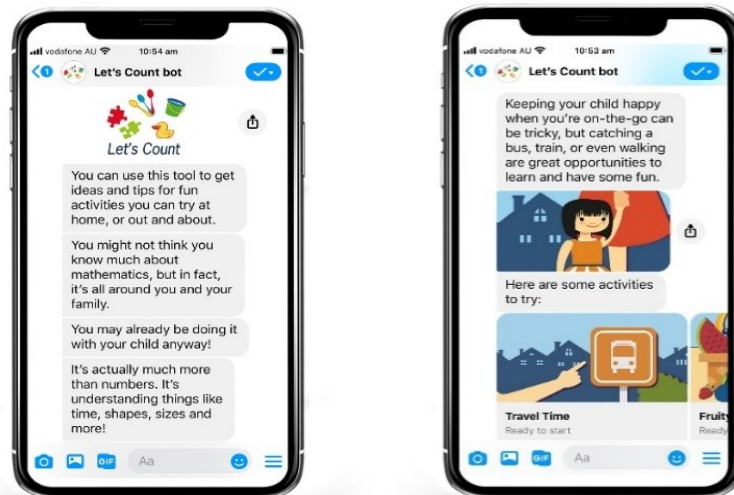 vodafone AU 10:54 am
1 Let's Count bot
Let's Count
You can use this tool to get
ideas and tips for fun
activities you can try at
home, or out and about.
You might not think you
know much about
mathematics, but in fact,
it's all around you and your
family.
You may already be doing it
with your child anyway!
It's actually much more
than numbers. It's
understanding things like
time, shapes, sizes and
more!
GIF Aa
vodafone AU 10:53 am
1 Let's Count bot
Keeping your child happy
when you're on-the-go can
be tricky, but catching a
bus, train, or even walking
are great opportunities to
learn and have some fun.
Here are some activities
to try:
Travel Time
Ready to start
Fruity
Ready
GIF Aa